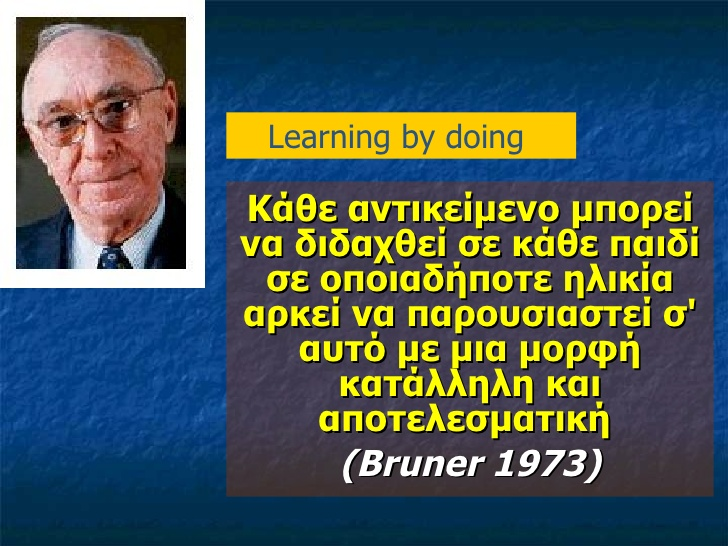 Learning by doing
Κάθε αντικείμενο μπορεί
να διδαχθεί σε κάθε παιδί
σε οποιαδήποτε ηλικία
αρκεί να παρουσιαστεί σ'
αυτό με μια μορφή
κατάλληλη και
αποτελεσματική
(Bruner 1973)